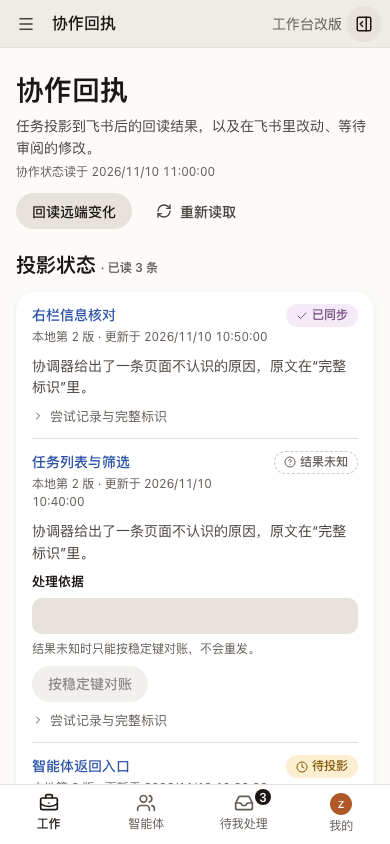 协作回执
工作台改版
协作回执
任务投影到飞书后的回读结果，以及在飞书里改动、等待
审阅的修改。
协作状态读于 2026/11/10 11:00:00
回读远端变化
重新读取
投影状态 · 已读 3 条
右栏信息核对
已同步
本地第 2 版 · 更新于 2026/11/10 10:50:00
协调器给出了一条页面不认识的原因，原文在“完整
标识”里。
尝试记录与完整标识
任务列表与筛选
结果未知
本地第 2 版 · 更新于 2026/11/10
10:40:00
协调器给出了一条页面不认识的原因，原文在“完整
标识”里。
处理依据
结果未知时只能按稳定键对账，不会重发。
按稳定键对账
尝试记录与完整标识
智能体返回入口
待投影
工作
智能体
3
待我处理
Z
我的